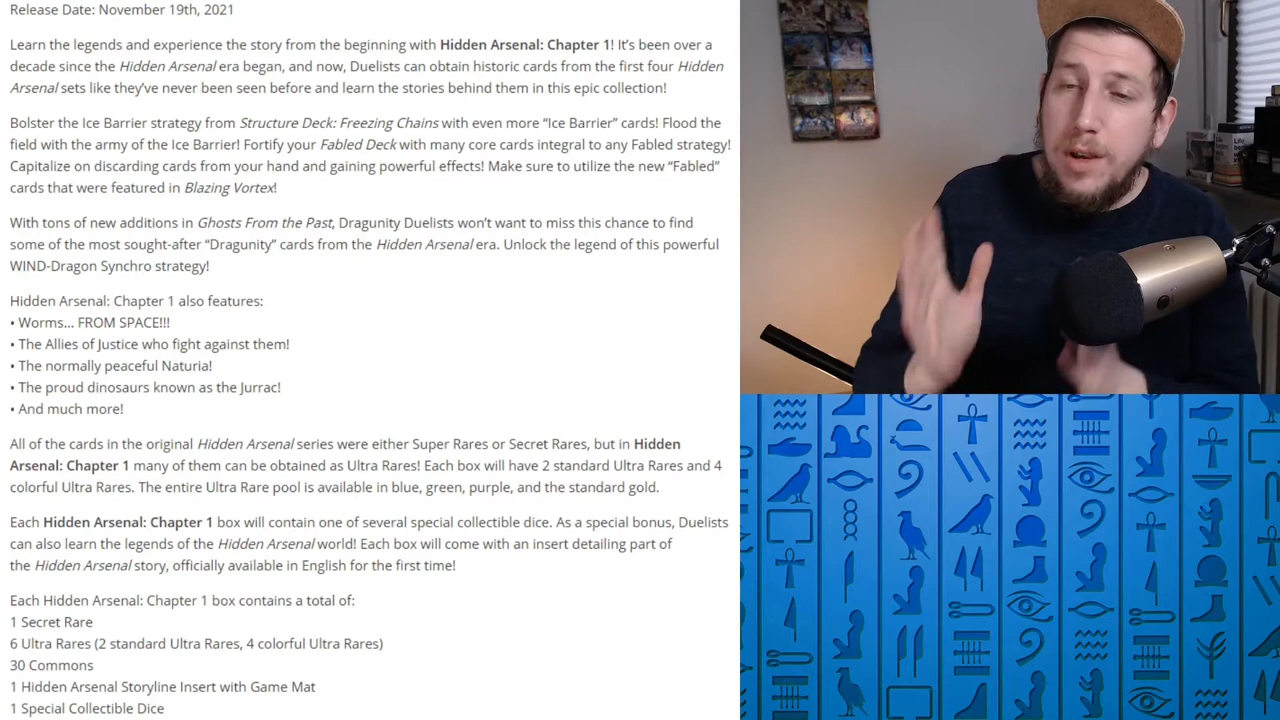 Release Date: November 19th, 2021
Learn the legends and experience the story from the beginning with Hidden Arsenal: Chapter 1! It's been over a
decade since the Hidden Arsenal era began, and now, Duelists can obtain historic cards from the first four Hidden
Arsenal sets like they've never been seen before and learn the stories behind them in this epic collection!
Bolster the Ice Barrier strategy from Structure Deck: Freezing Chains with even more “Ice Barrier” cards! Flood the
field with the army of the Ice Barrier! Fortify your Fabled Deck with many core cards integral to any Fabled strategy!
Capitalize on discarding cards from your hand and gaining powerful effects! Make sure to utilize the new “Fabled”
cards that were featured in Blazing Vortex!
With tons of new additions in Ghosts From the Past, Dragunity Duelists won't want to miss this chance to find
some of the most sought-after “Dragunity” cards from the Hidden Arsenal era. Unlock the legend of this powerful
WIND-Dragon Synchro strategy!
Hidden Arsenal: Chapter 1 also features:
• Worms... FROM SPACE!!!
• The Allies of Justice who fight against them!
• The normally peaceful Naturia!
• The proud dinosaurs known as the Jurrac!
• And much more!
All of the cards in the original Hidden Arsenal series were either Super Rares or Secret Rares, but in Hidden
Arsenal: Chapter 1 many of them can be obtained as Ultra Rares! Each box will have 2 standard Ultra Rares and 4
colorful Ultra Rares. The entire Ultra Rare pool is available in blue, green, purple, and the standard gold.
Each Hidden Arsenal: Chapter 1 box will contain one of several special collectible dice. As a special bonus, Duelists
can also learn the legends of the Hidden Arsenal world! Each box will come with an insert detailing part of
the Hidden Arsenal story, officially available in English for the first time!
Each Hidden Arsenal: Chapter 1 box contains a total of:
1 Secret Rare
6 Ultra Rares (2 standard Ultra Rares, 4 colorful Ultra Rares)
30 Commons
1 Hidden Arsenal Storyline Insert with Game Mat
1 Special Collectible Dice